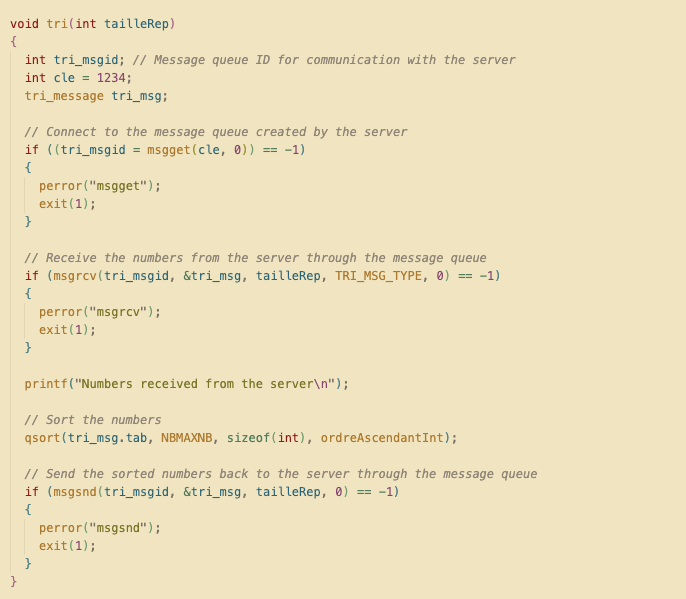 void tri(int tailleRep)
{
  int tri_msgid; // Message queue ID for communication with the server
  int cle = 1234;
  tri_message tri_msg;

  // Connect to the message queue created by the server
  if ((tri_msgid = msgget(cle, 0)) == -1)
  {
    perror("msgget");
    exit(1);
  }

  // Receive the numbers from the server through the message queue
  if (msgrcv(tri_msgid, &tri_msg, tailleRep, TRI_MSG_TYPE, 0) == -1)
  {
    perror("msgrcv");
    exit(1);
  }

  printf("Numbers received from the server\n");

  // Sort the numbers
  qsort(tri_msg.tab, NBMAXNB, sizeof(int), ordreAscendantInt);

  // Send the sorted numbers back to the server through the message queue
  if (msgsnd(tri_msgid, &tri_msg, tailleRep, 0) == -1)
  {
    perror("msgsnd");
    exit(1);
  }
}